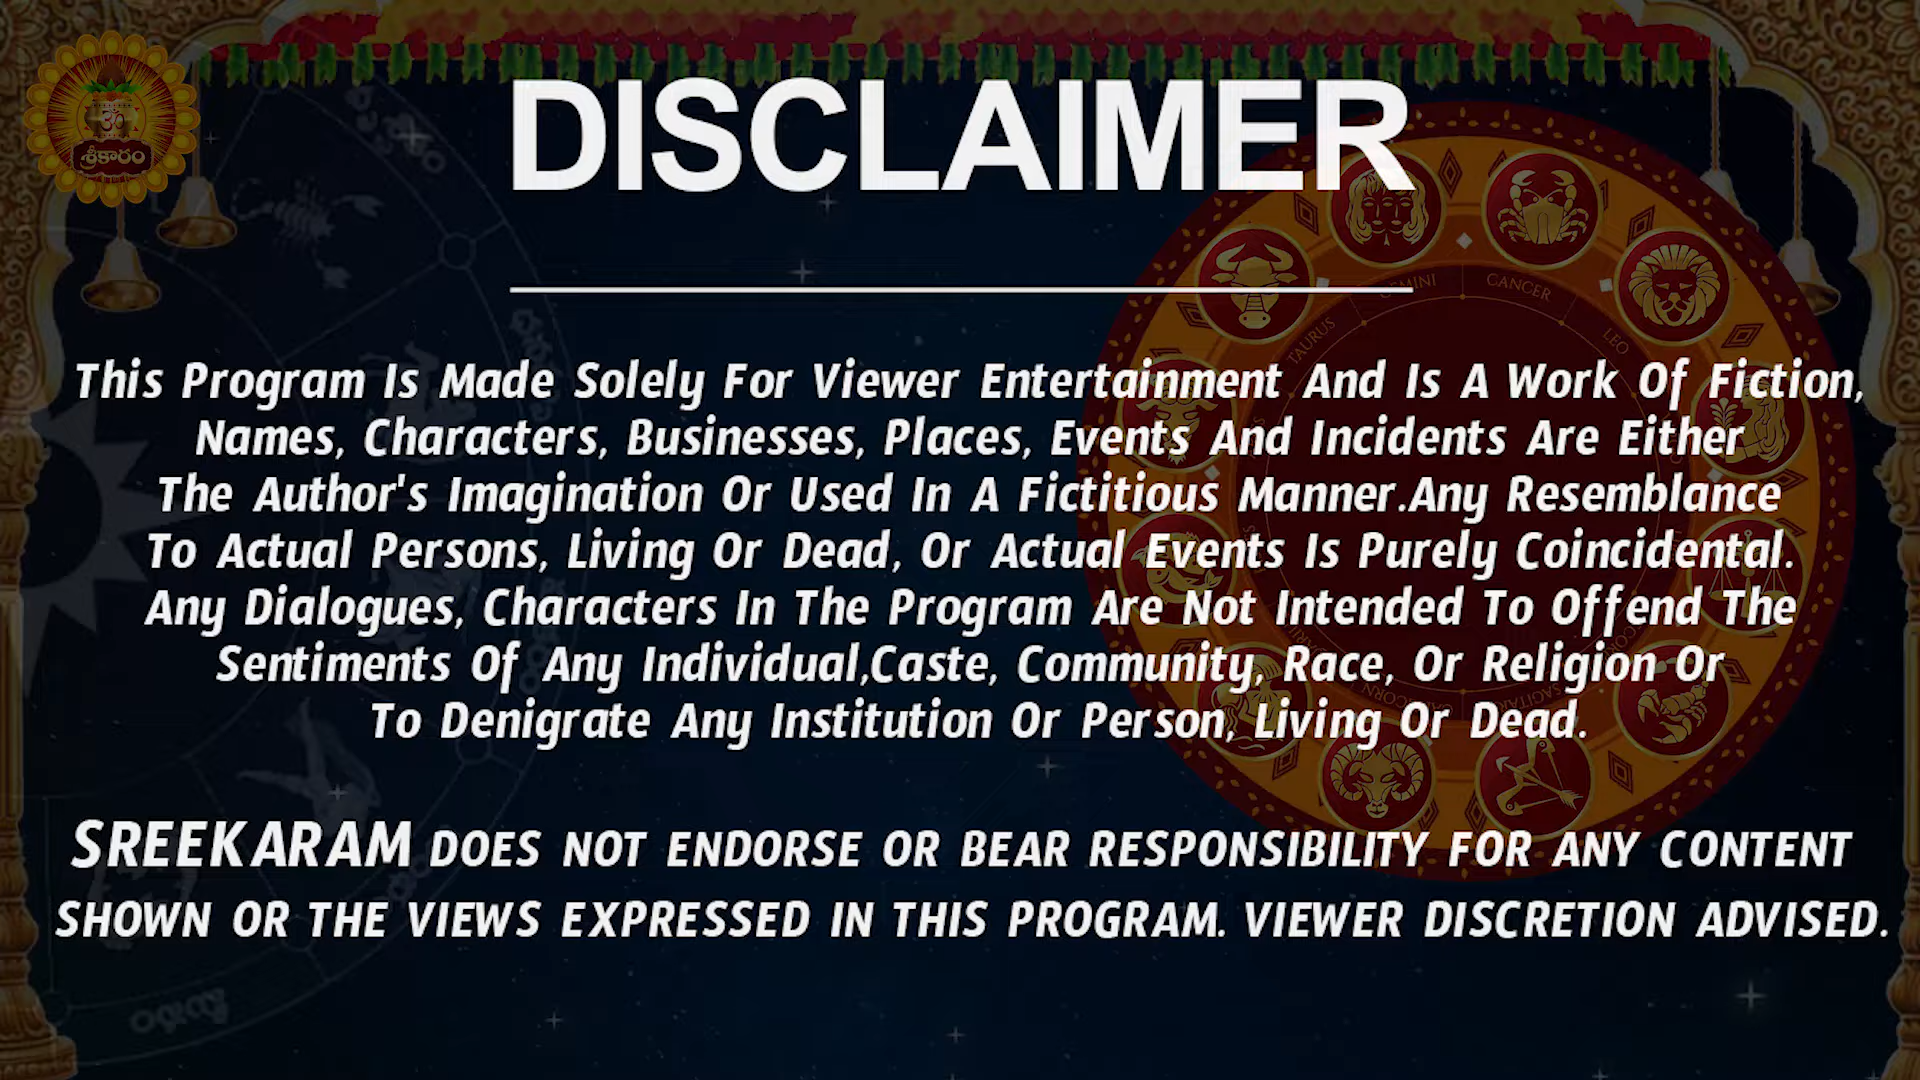 శ్రీకారం
DISCLAIMER
GEMINI
CANCER
TAURUS
LEO
This Program Is Made Solely For Viewer Entertainment And Is A Work Of Fiction,
Names, Characters, Businesses, Places, Events And Incidents Are Either
The Author's Imagination Or Used In A Fictitious Manner.Any Resemblance
To Actual Persons, Living Or Dead, Or Actual Events Is Purely Coincidental.
Any Dialogues, Characters In The Program Are Not Intended To Offend The
Sentiments Of Any Individual,Caste, Community, Race, Or Religion Or
To Denigrate Any Institution Or Person, Living Or Dead.
SREEKARAM DOES NOT ENDORSE OR BEAR RESPONSIBILITY FOR ANY CONTENT
SHOWN OR THE VIEWS EXPRESSED IN THIS PROGRAM. VIEWER DISCRETION ADVISED.